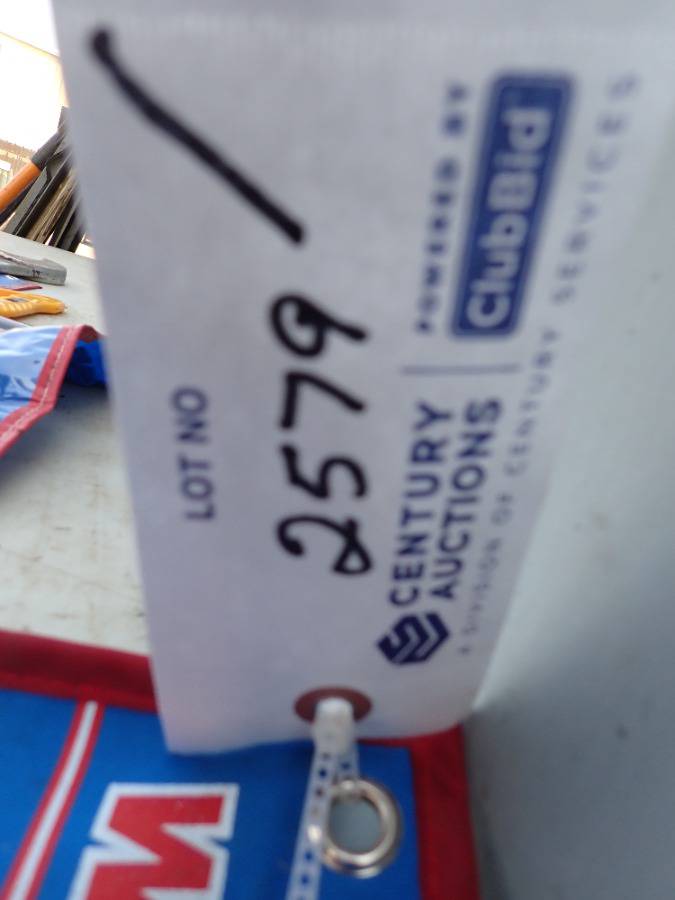 LOT NO
2579
CENTURY
AUCTIONS
POWERED BY
ClubBid
A DIVISION OF CENTURY SERVICES
M